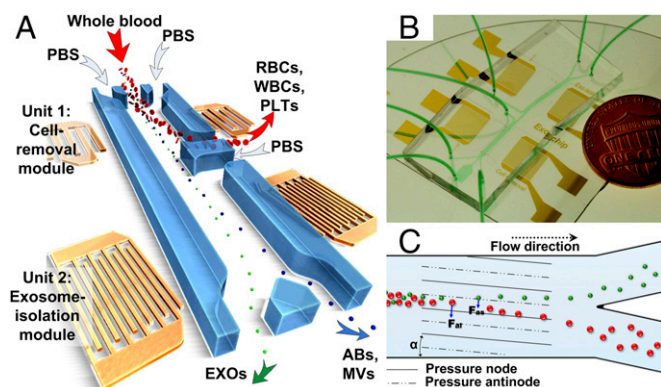 A
Whole blood
PBS
PBS
RBCs,
WBCs,
PLTs
Unit 1:
Cell-
removal
module
PBS
Unit 2:
Exosome-
isolation
module
EXOs
ABs,
MVs
B
C
Flow direction
Fat
Fas
α
Pressure node
Pressure antinode